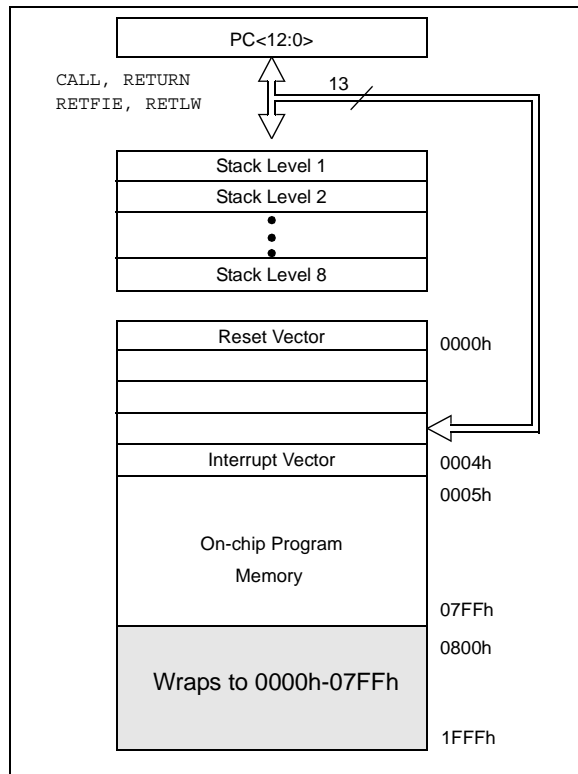 PC<12:0>
CALL, RETURN
RETFIE, RETLW
13
Stack Level 1
Stack Level 2
Stack Level 8
Reset Vector
0000h
Interrupt Vector
0004h
0005h
On-chip Program
Memory
07FFh
0800h
Wraps to 0000h-07FFh
1FFFh